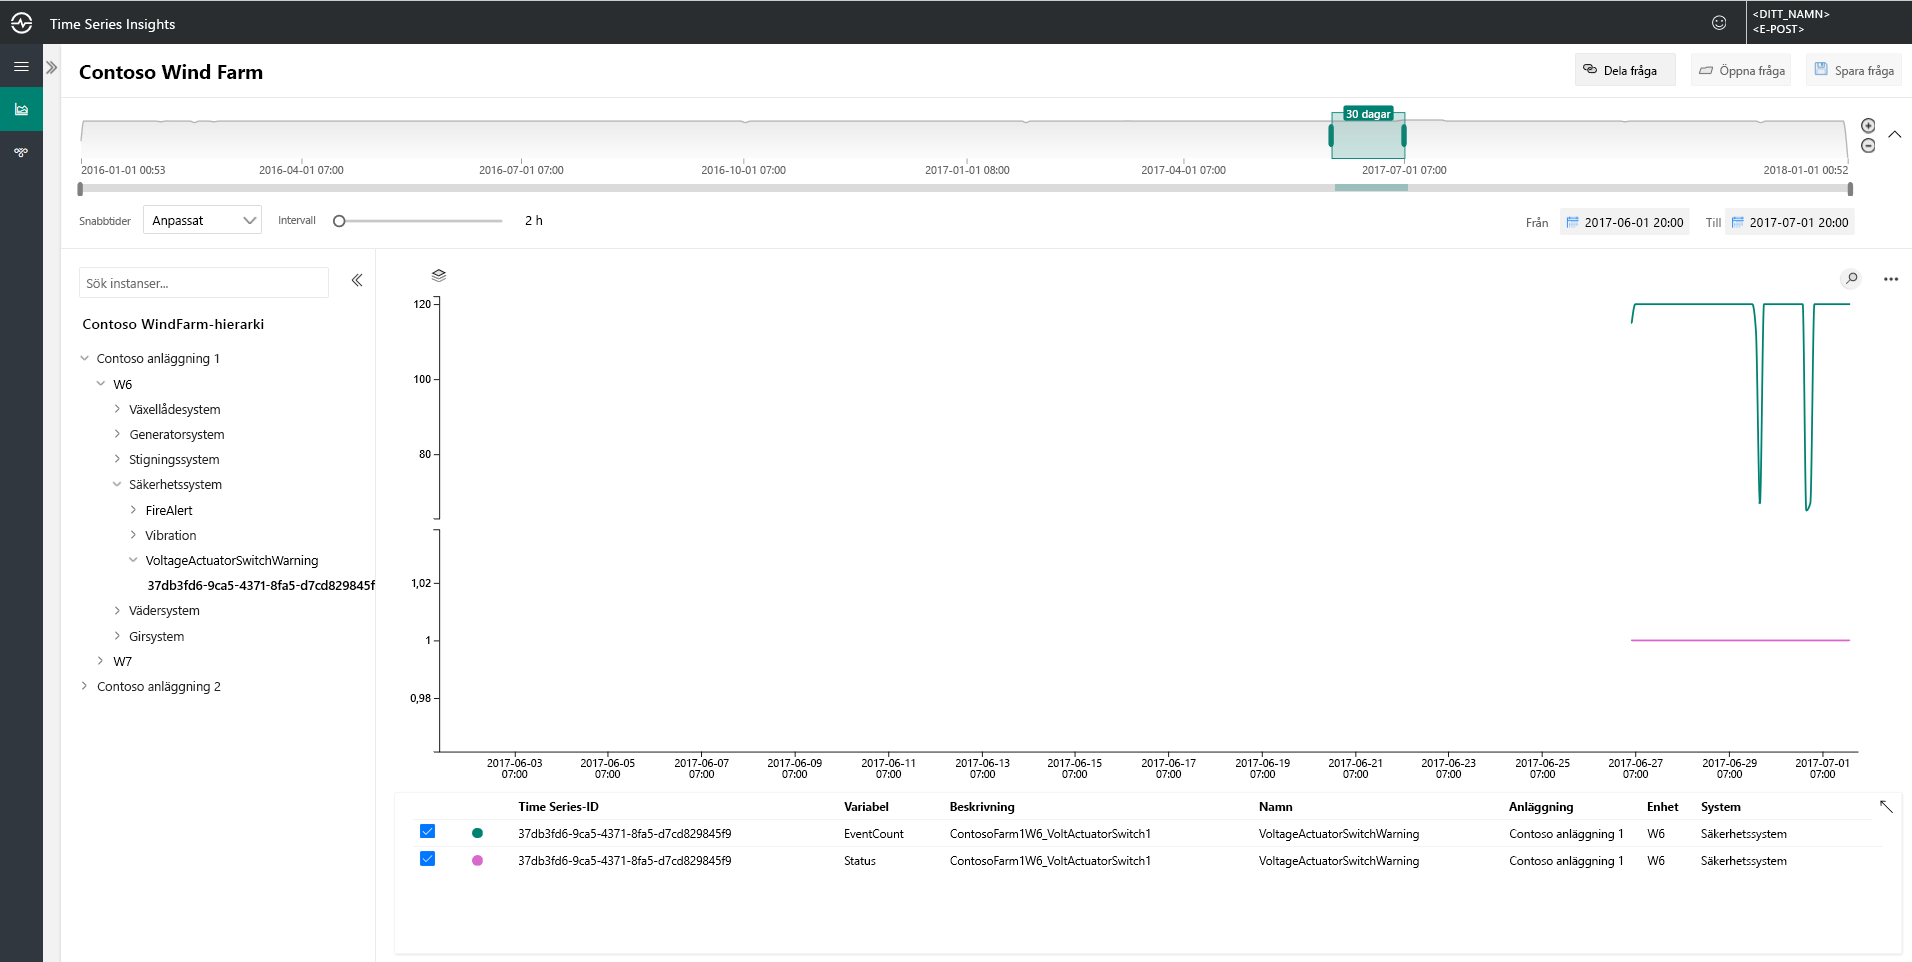 Time Series Insights
<DITT_NAMN>
<E-POST>
Contoso Wind Farm
Dela fråga
Öppna fråga
Spara fråga
30 dagar
2016-01-01 00:53
2016-04-01 07:00
2016-07-01 07:00
2016-10-01 07:00
2017-01-01 08:00
2017-04-01 07:00
2017-07-01 07:00
2018-01-01 00:52
Snabbtider
Anpassat
Intervall
2 h
Från
2017-06-01 20:00
Till
2017-07-01 20:00
Sök instanser...
Contoso WindFarm-hierarki
Contoso anläggning 1
W6
Växellådesystem
Generatorsystem
Stigningssystem
Säkerhetssystem
FireAlert
Vibration
VoltageActuatorSwitchWarning
37db3fd6-9ca5-4371-8fa5-d7cd829845f
Vädersystem
Girsystem
W7
Contoso anläggning 2
120
100
80
1,02
1
0,98
2017-06-03 07:00
2017-06-05 07:00
2017-06-07 07:00
2017-06-09 07:00
2017-06-11 07:00
2017-06-13 07:00
2017-06-15 07:00
2017-06-17 07:00
2017-06-19 07:00
2017-06-21 07:00
2017-06-23 07:00
2017-06-25 07:00
2017-06-27 07:00
2017-06-29 07:00
2017-07-01 07:00
Time Series-ID Variabel Beskrivning Namn Anläggning Enhet System
37db3fd6-9ca5-4371-8fa5-d7cd829845f9 EventCount ContosoFarm1W6_VoltActuatorSwitch1 VoltageActuatorSwitchWarning Contoso anläggning 1 W6 Säkerhetssystem
37db3fd6-9ca5-4371-8fa5-d7cd829845f9 Status ContosoFarm1W6_VoltActuatorSwitch1 VoltageActuatorSwitchWarning Contoso anläggning 1 W6 Säkerhetssystem